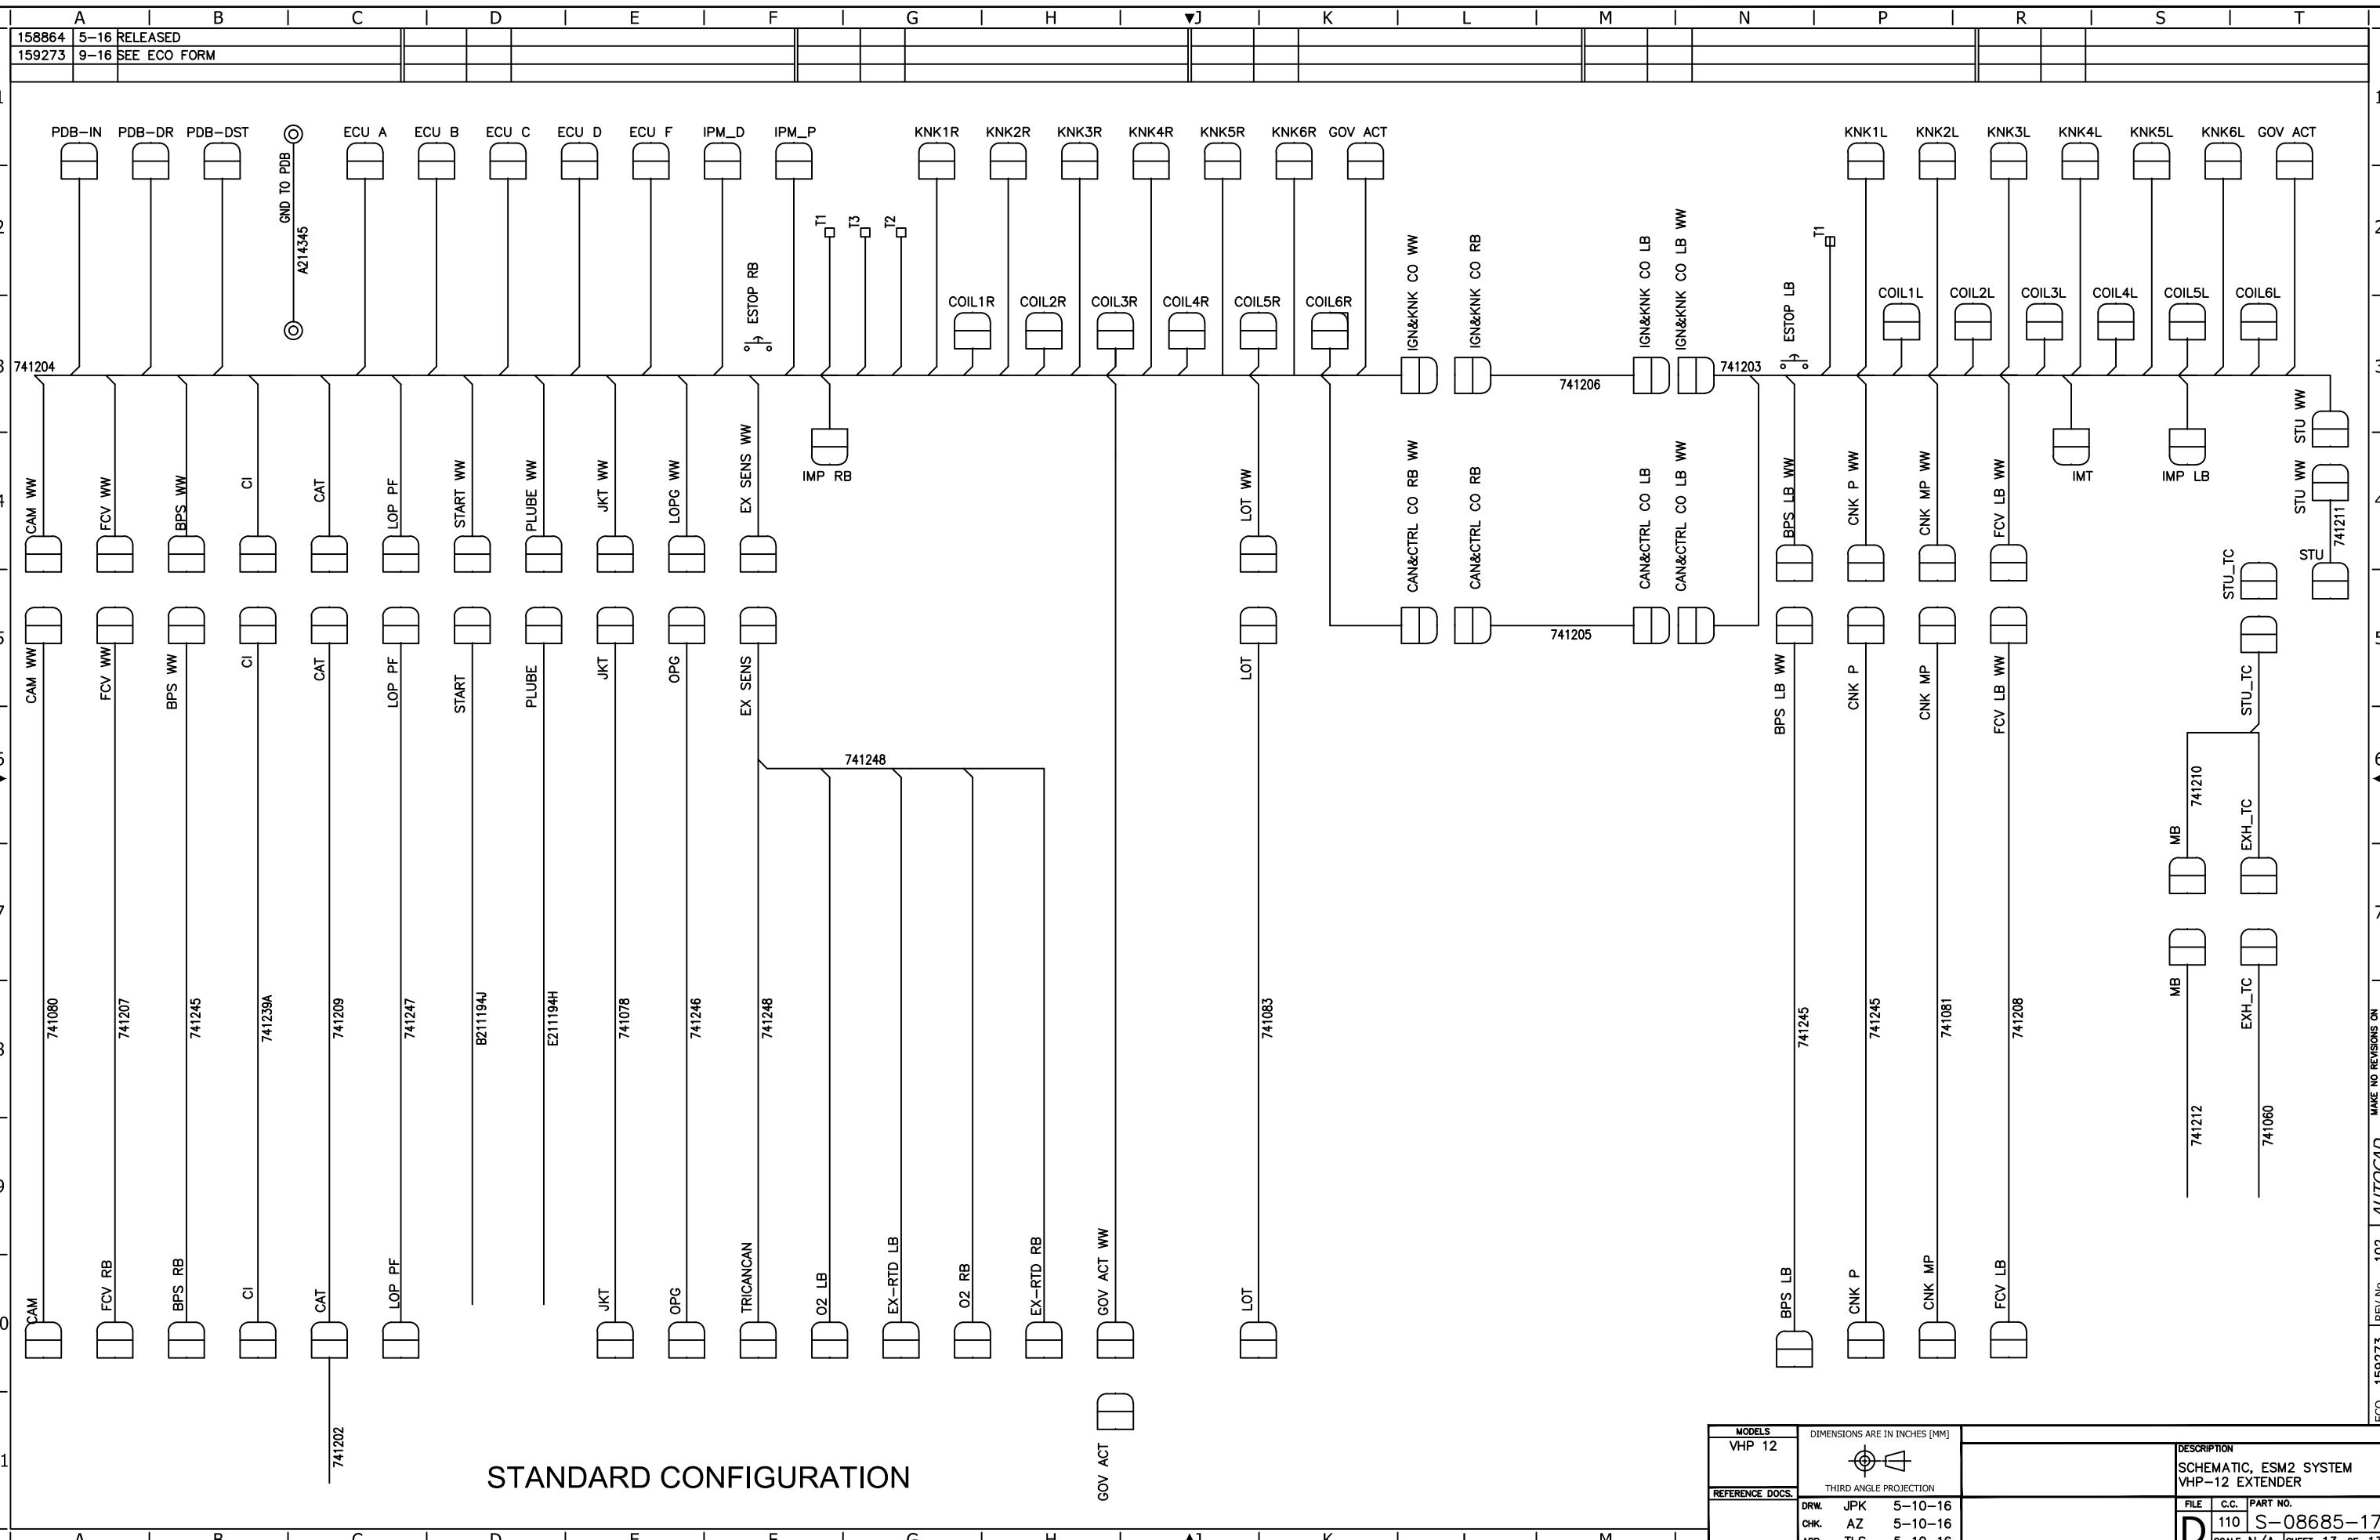 A B C D E F G H J K L M N P R S T
158864 5-16 RELEASED
159273 9-16 SEE ECO FORM
PDB-IN PDB-DR PDB-DST ECU A ECU B ECU C ECU D ECU F IPM_D IPM_P KNK1R KNK2R KNK3R KNK4R KNK5R KNK6R GOV ACT KNK1L KNK2L KNK3L KNK4L KNK5L KNK6L GOV ACT
GND TO PDB
A214345
T1 T3 T2 T1
2 2
ESTOP RB
IGN&KNK CO WW
IGN&KNK CO RB
IGN&KNK CO LB
IGN&KNK CO LB WW
ESTOP LB
COIL1R COIL2R COIL3R COIL4R COIL5R COIL6R COIL1L COIL2L COIL3L COIL4L COIL5L COIL6L
741204 741206 741203
CAM WW
FCV WW
BPS WW
CI
CAT
LOP PF
START WW
PLUBE WW
JKT WW
LOPG WW
EX SENS WW
IMP RB
LOT WW
CAN&CTRL CO RB WW
CAN&CTRL CO RB
CAN&CTRL CO LB
CAN&CTRL CO LB WW
BPS LB WW
CNK P WW
CNK MP WW
FCV LB WW
IMT
IMP LB
STU WW
STU WW
741211
STU
STU_TC
741205
CAM WW
FCV WW
BPS WW
CI
CAT
LOP PF
START
PLUBE
JKT
OPG
EX SENS
LOT
BPS LB WW
CNK P
CNK MP
FCV LB WW
STU_TC
741248
741210
MB
EXH_TC
7
MB
EXH_TC
741080
741207
741245
741239A
741209
741247
B211194J
E211194H
741078
741246
741248
741083
741245
741245
741081
741208
741212
741060
MAKE NO REVISIONS ON
CAM
FCV RB
BPS RB
CI
CAT
LOP PF
JKT
OPG
TRICANCAN
O2 LB
EX-RTD LB
O2 RB
EX-RTD RB
GOV ACT WW
LOT
BPS LB
CNK P
CNK MP
FCV LB
741202
GOV ACT
STANDARD CONFIGURATION
MODELS
VHP 12
DIMENSIONS ARE IN INCHES [MM]
THIRD ANGLE PROJECTION
REFERENCE DOCS.
DRW. JPK 5-10-16
CHK. AZ 5-10-16
DESCRIPTION
SCHEMATIC, ESM2 SYSTEM
VHP-12 EXTENDER
FILE C.C. PART NO.
D 110 S-08685-17
A B C D E F G H J K L M